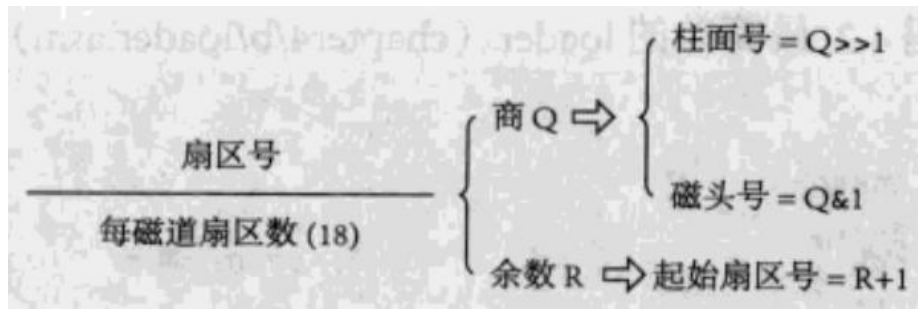 柱面号 = Q>>1
商 Q ⇨
扇区号
每磁道扇区数 (18)
磁头号 = Q&1
余数 R ⇨ 起始扇区号 = R+1